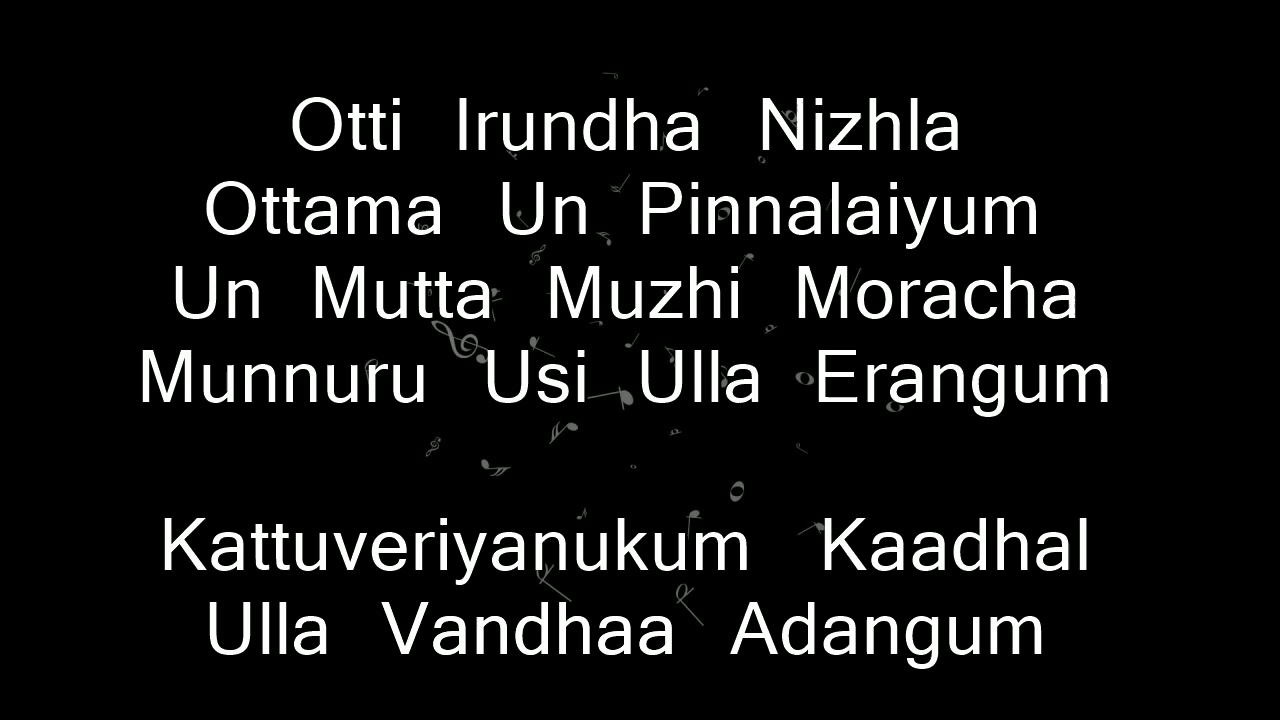 Otti Irundha Nizhla
Ottama Un Pinnalaiyum
Un Mutta Muzhi Moracha
Munnuru Usi Ulla Erangum
Kattuveriyanukum Kaadhal
Ulla Vandhaa Adangum